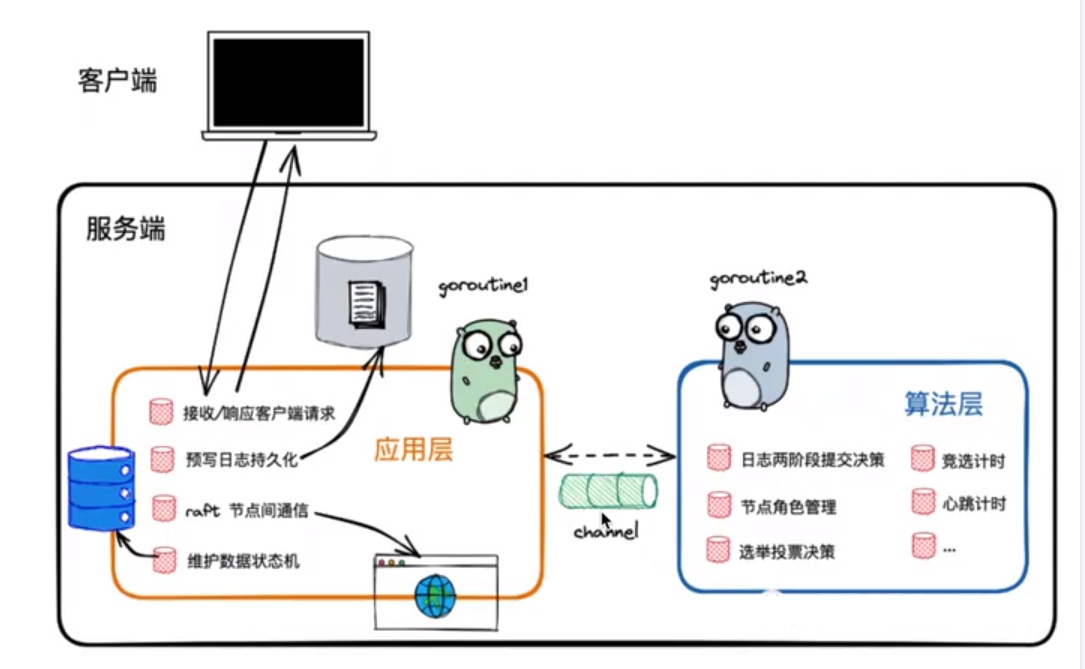 客户端
服务端
goroutine1
goroutine2
接收/响应客户端请求
预写日志持久化
raft 节点间通信
维护数据状态机
应用层
channel
算法层
日志两阶段提交决策
节点角色管理
选举投票决策
竞选计时
心跳计时
...